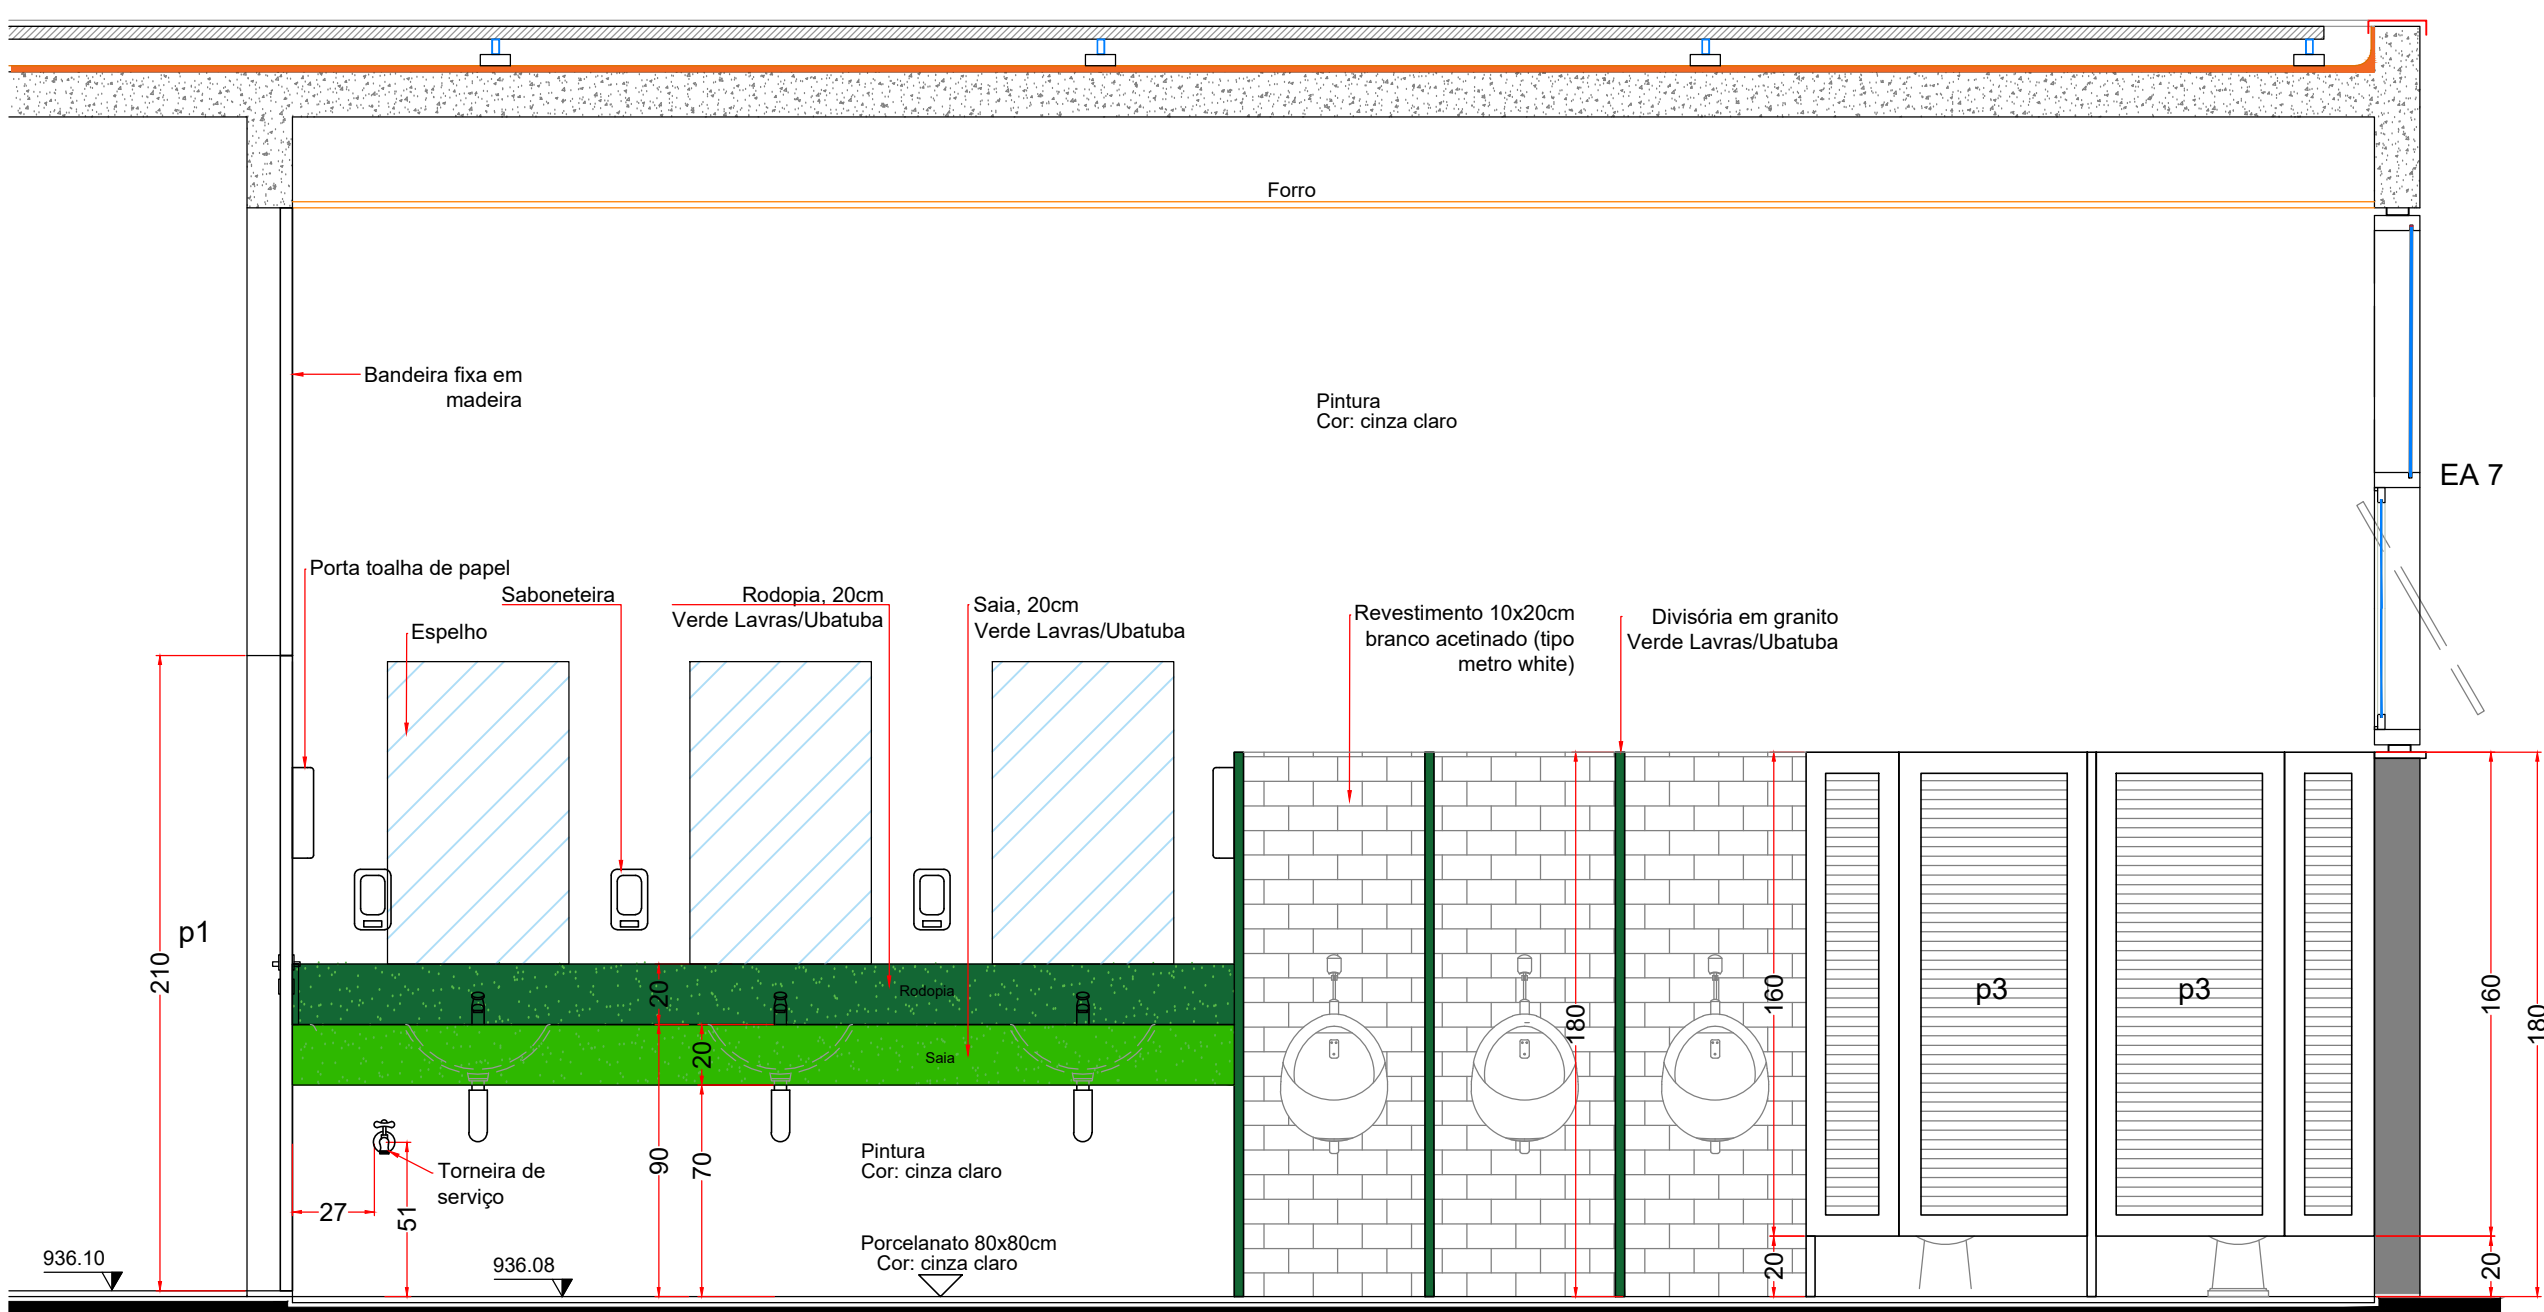 Forro
Bandeira fixa em
madeira
Pintura
Cor: cinza claro
EA 7
Porta toalha de papel
Saboneteira
Rodopia, 20cm
Verde Lavras/Ubatuba
Saia, 20cm
Verde Lavras/Ubatuba
Espelho
Revestimento 10x20cm
branco acetinado (tipo
metro white)
Divisória em granito
Verde Lavras/Ubatuba
p1
210
20
Rodopia
20
Saia
180
160
p3
p3
160
180
90
70
Pintura
Cor: cinza claro
Torneira de
serviço
27
51
Porcelanato 80x80cm
Cor: cinza claro
936.10
936.08
20
20